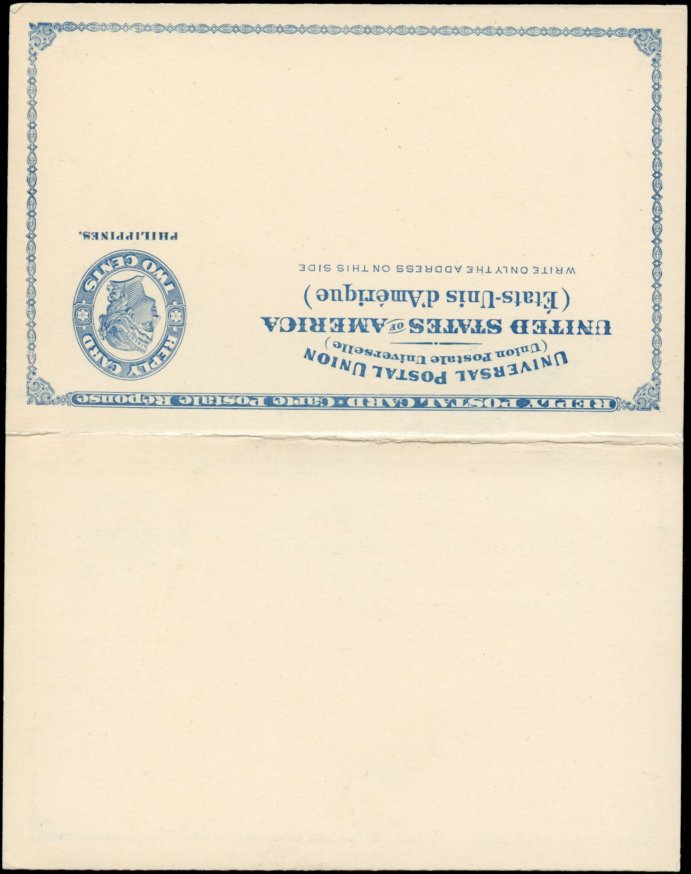 REPLY POSTAL CARD·Carte Postale Réponse
UNIVERSAL POSTAL UNION
(Union Postale Universelle)
UNITED STATES OF AMERICA
(États-Unis d'Amérique)
WRITE ONLY THE ADDRESS ON THIS SIDE
REPLY CARD
TWO CENTS
PHILIPPINES.